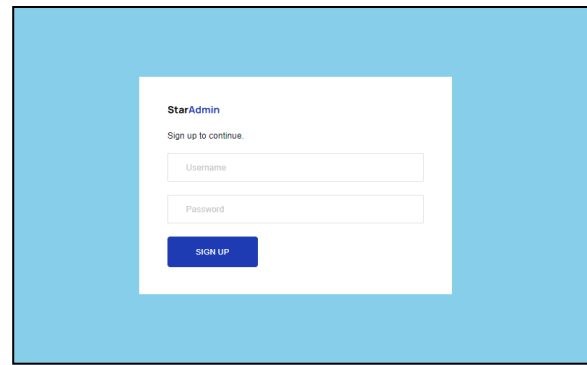 StarAdmin
Sign up to continue.
Username
Password
SIGN UP